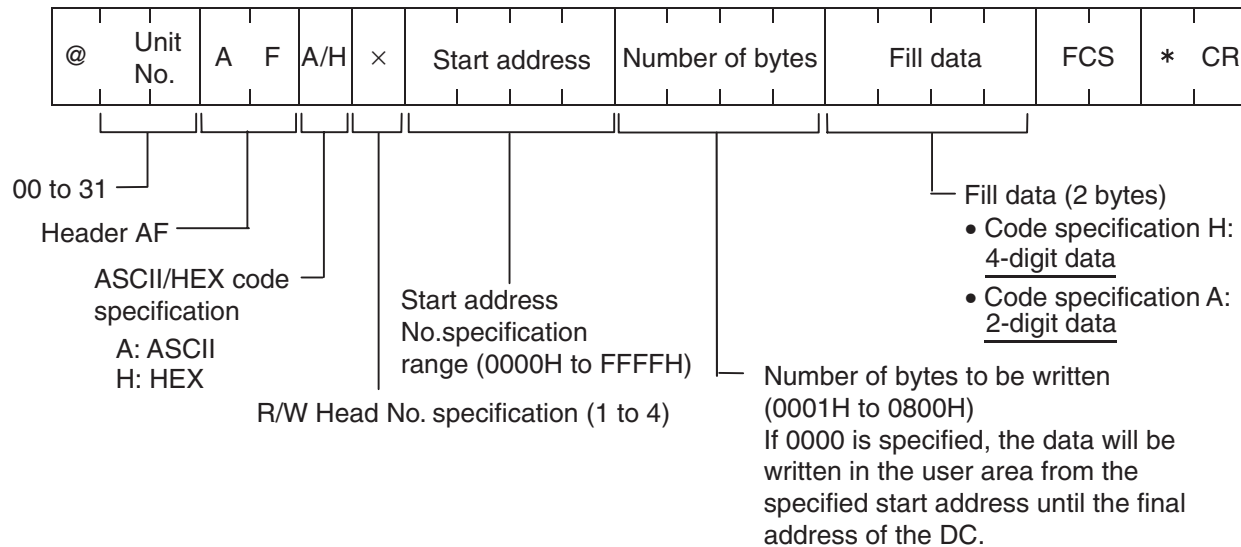 @ Unit No. A F A/H × Start address Number of bytes Fill data FCS * CR
00 to 31
Header AF
ASCII/HEX code
specification
A: ASCII
H: HEX
R/W Head No. specification (1 to 4)
Start address
No.specification
range (0000H to FFFFH)
Number of bytes to be written
(0001H to 0800H)
If 0000 is specified, the data will be
written in the user area from the
specified start address until the final
address of the DC.
Fill data (2 bytes)
• Code specification H:
4-digit data
• Code specification A:
2-digit data